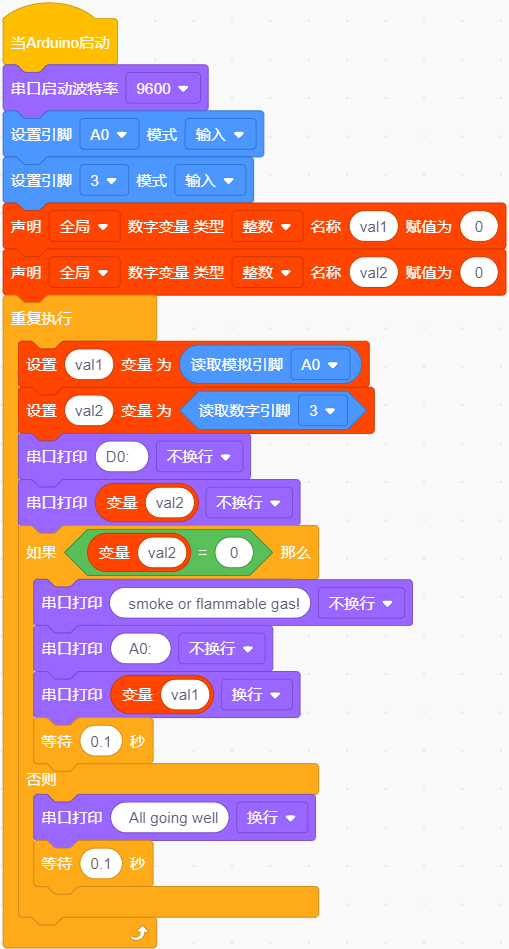 当Arduino启动
串口启动波特率 9600
设置引脚 A0 模式 输入
设置引脚 3 模式 输入
声明 全局 数字变量 类型 整数 名称 val1 赋值为 0
声明 全局 数字变量 类型 整数 名称 val2 赋值为 0
重复执行
设置 val1 变量 为 读取模拟引脚 A0
设置 val2 变量 为 读取数字引脚 3
串口打印 D0: 不换行
串口打印 变量 val2 不换行
如果 变量 val2 = 0 那么
串口打印 smoke or flammable gas! 不换行
串口打印 A0: 不换行
串口打印 变量 val1 换行
等待 0.1 秒
否则
串口打印 All going well 换行
等待 0.1 秒